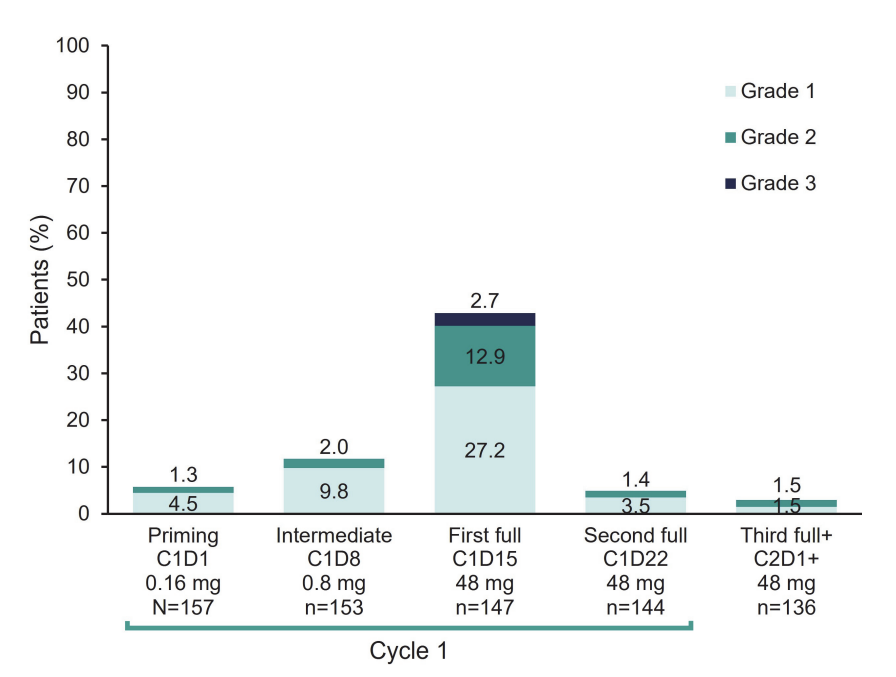 100
90
80
70
60
50
40
30
20
10
0
Patients (%)
Grade 1
Grade 2
Grade 3
1.3
4.5
2.0
9.8
2.7
12.9
27.2
1.4
3.5
1.5
1.5
Priming
C1D1
0.16 mg
N=157
Intermediate
C1D8
0.8 mg
n=153
First full
C1D15
48 mg
n=147
Second full
C1D22
48 mg
n=144
Third full+
C2D1+
48 mg
n=136
Cycle 1